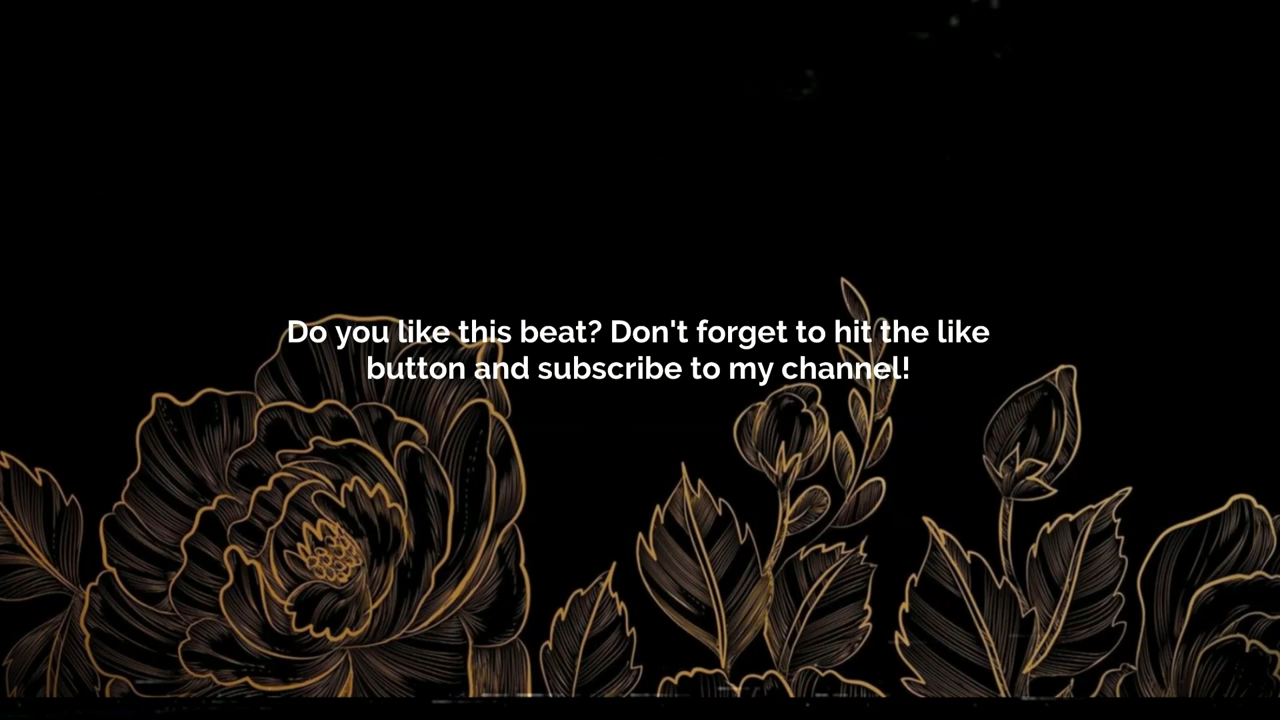 Do you like this beat? Don't forget to hit the like
button and subscribe to my channel!